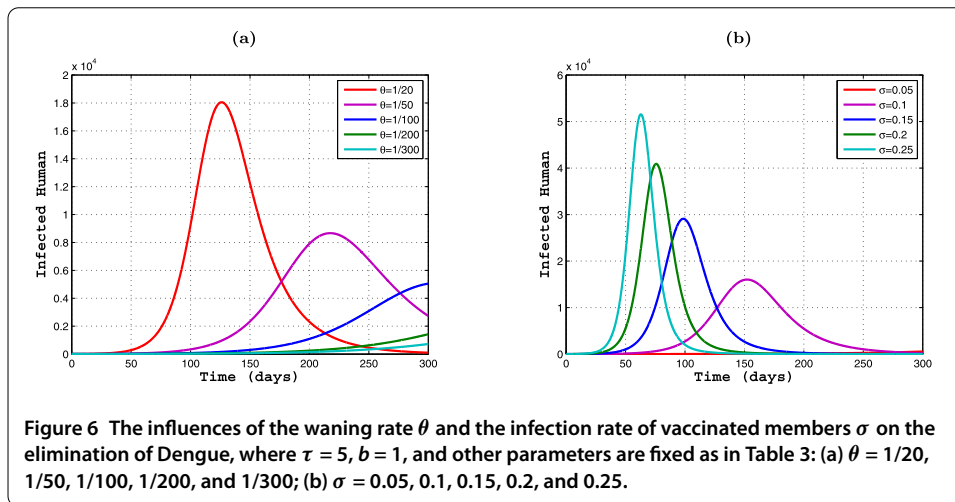 (a)
x 10⁴
2
1.8
1.6
1.4
1.2
1
0.8
0.6
0.4
0.2
0
0 50 100 150 200 250 300
Infected Human
Time (days)
θ=1/20
θ=1/50
θ=1/100
θ=1/200
θ=1/300
(b)
x 10⁴
6
5
4
3
2
1
0
0 50 100 150 200 250 300
Infected Human
Time (days)
σ=0.05
σ=0.1
σ=0.15
σ=0.2
σ=0.25
Figure 6 The influences of the waning rate θ and the infection rate of vaccinated members σ on the
elimination of Dengue, where τ = 5, b = 1, and other parameters are fixed as in Table 3: (a) θ = 1/20,
1/50, 1/100, 1/200, and 1/300; (b) σ = 0.05, 0.1, 0.15, 0.2, and 0.25.